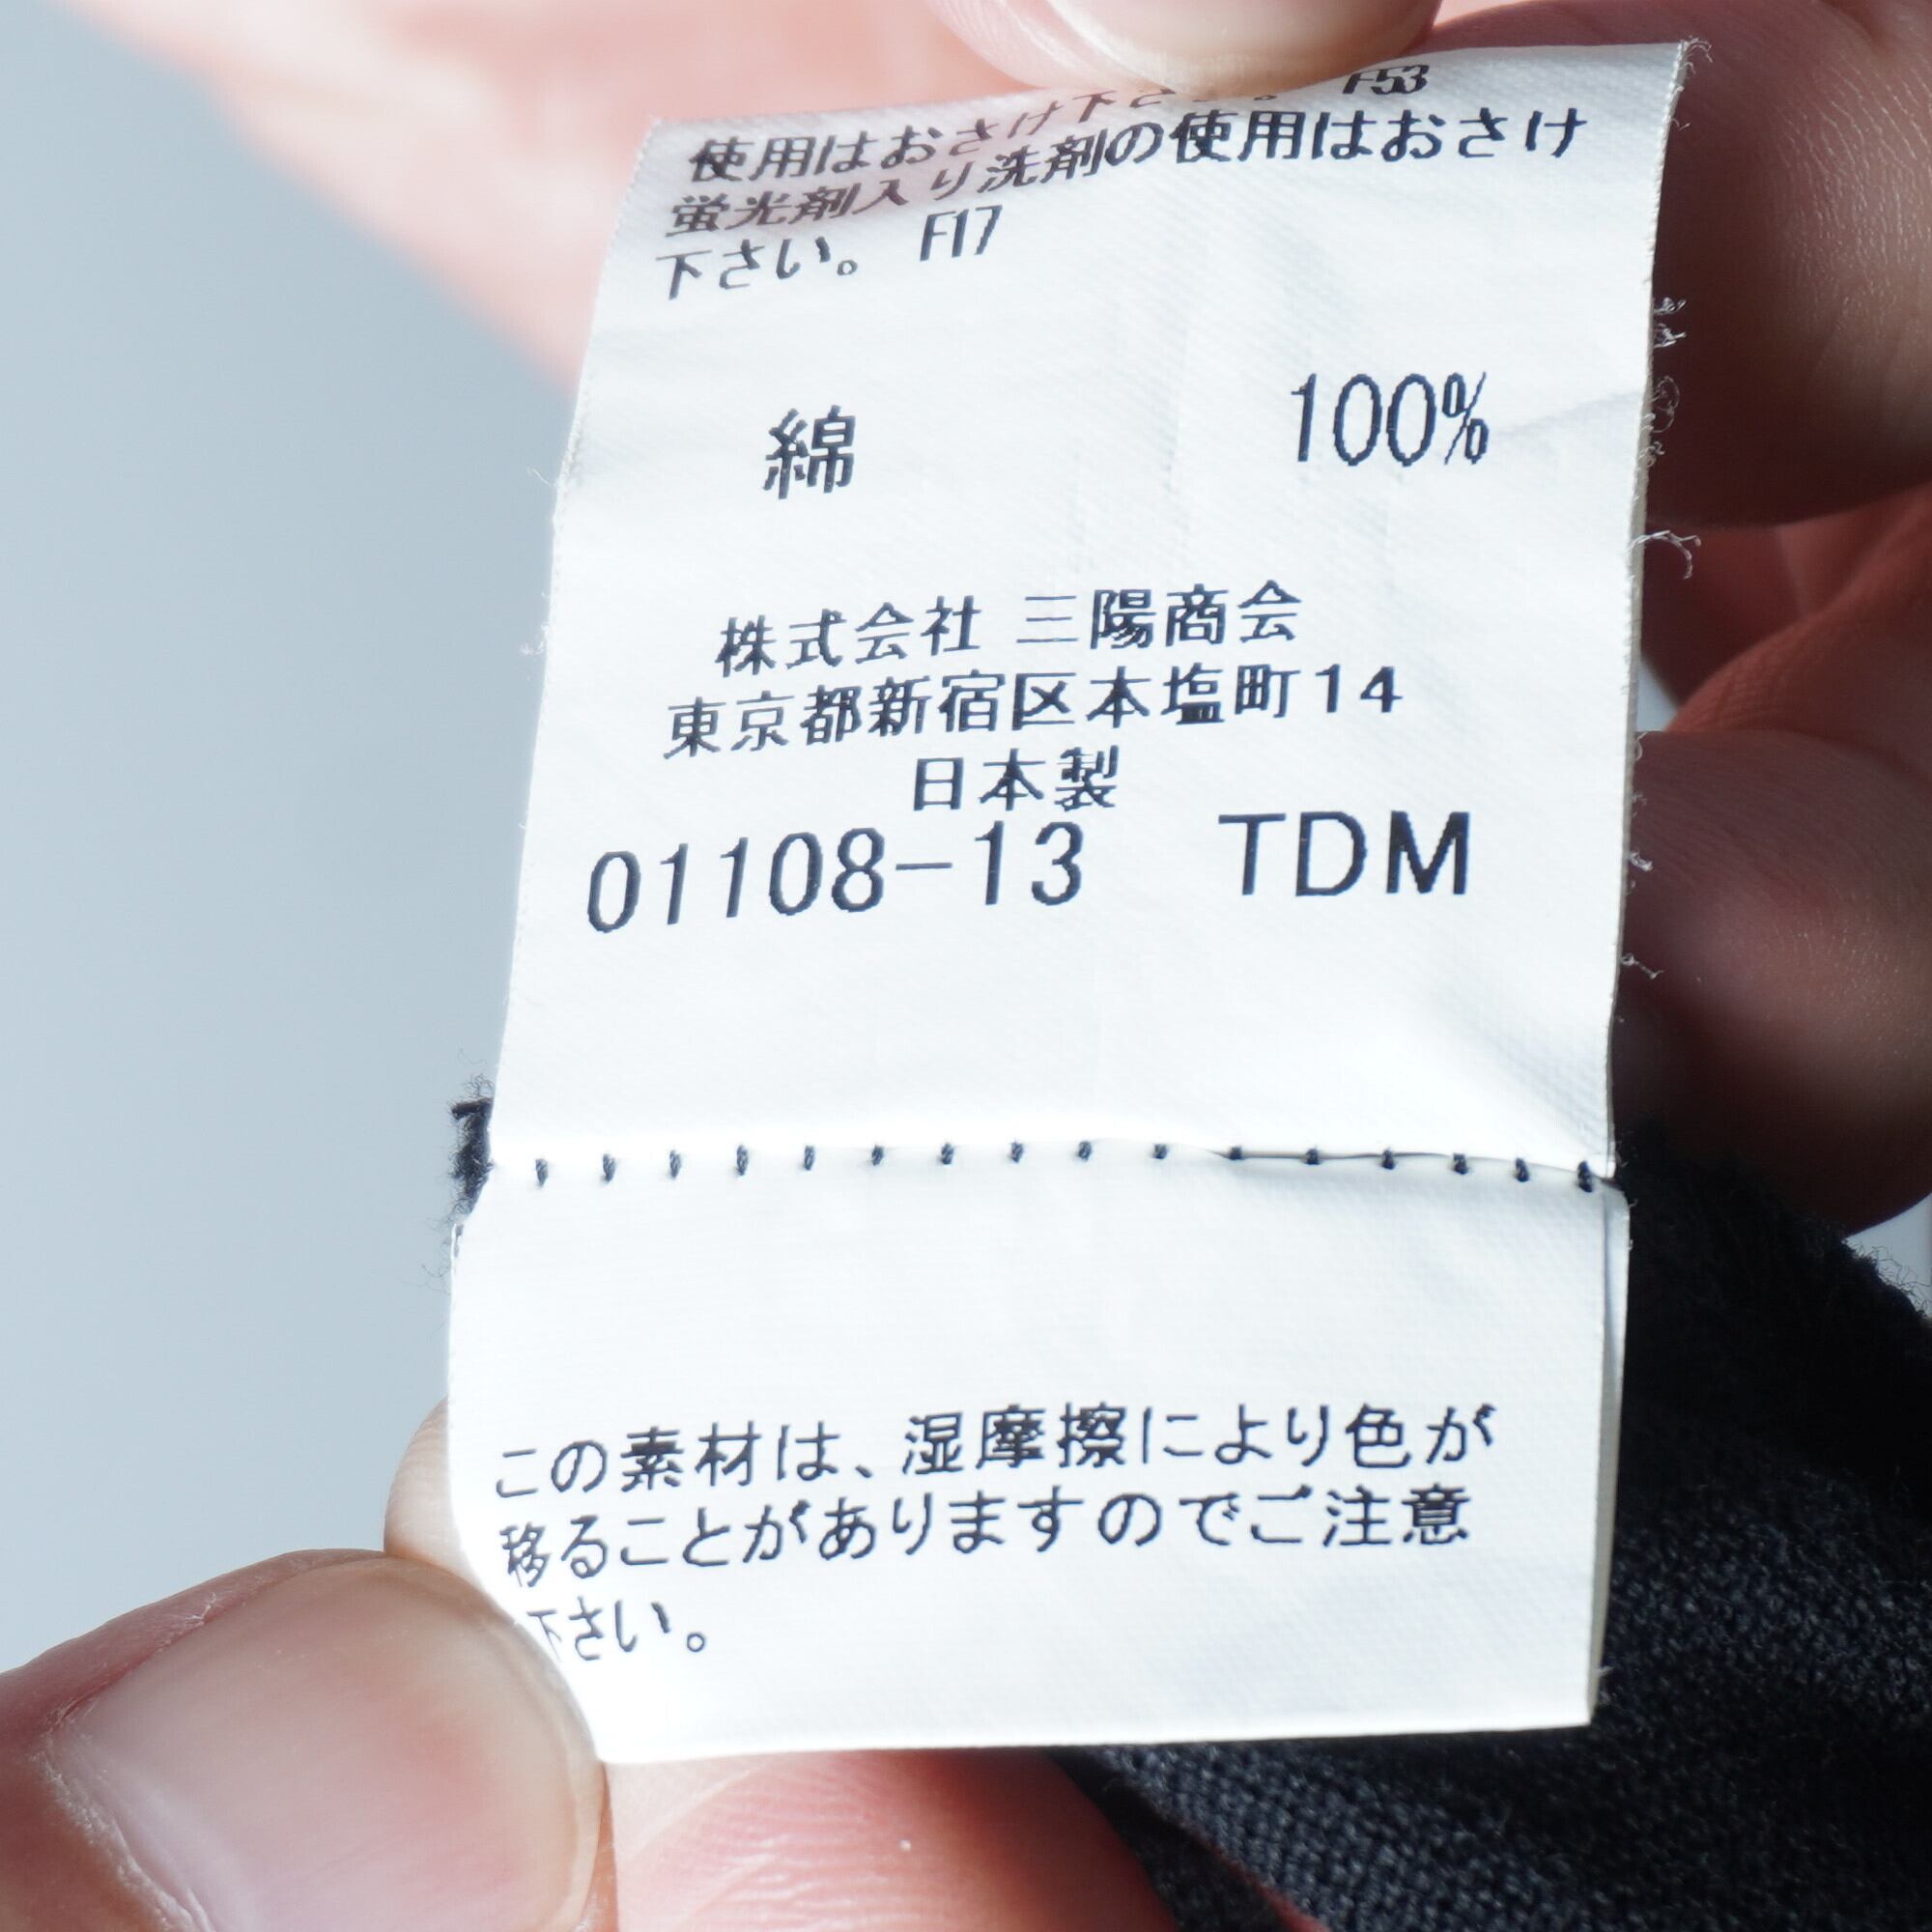 使用はおさけ下さい。 F53
蛍光剤入り洗剤の使用はおさけ
下さい。 F17
綿 100%
株式会社 三陽商会
東京都新宿区本塩町14
日本製
01108-13 TDM
この素材は、湿摩擦により色が
移ることがありますのでご注意
下さい。